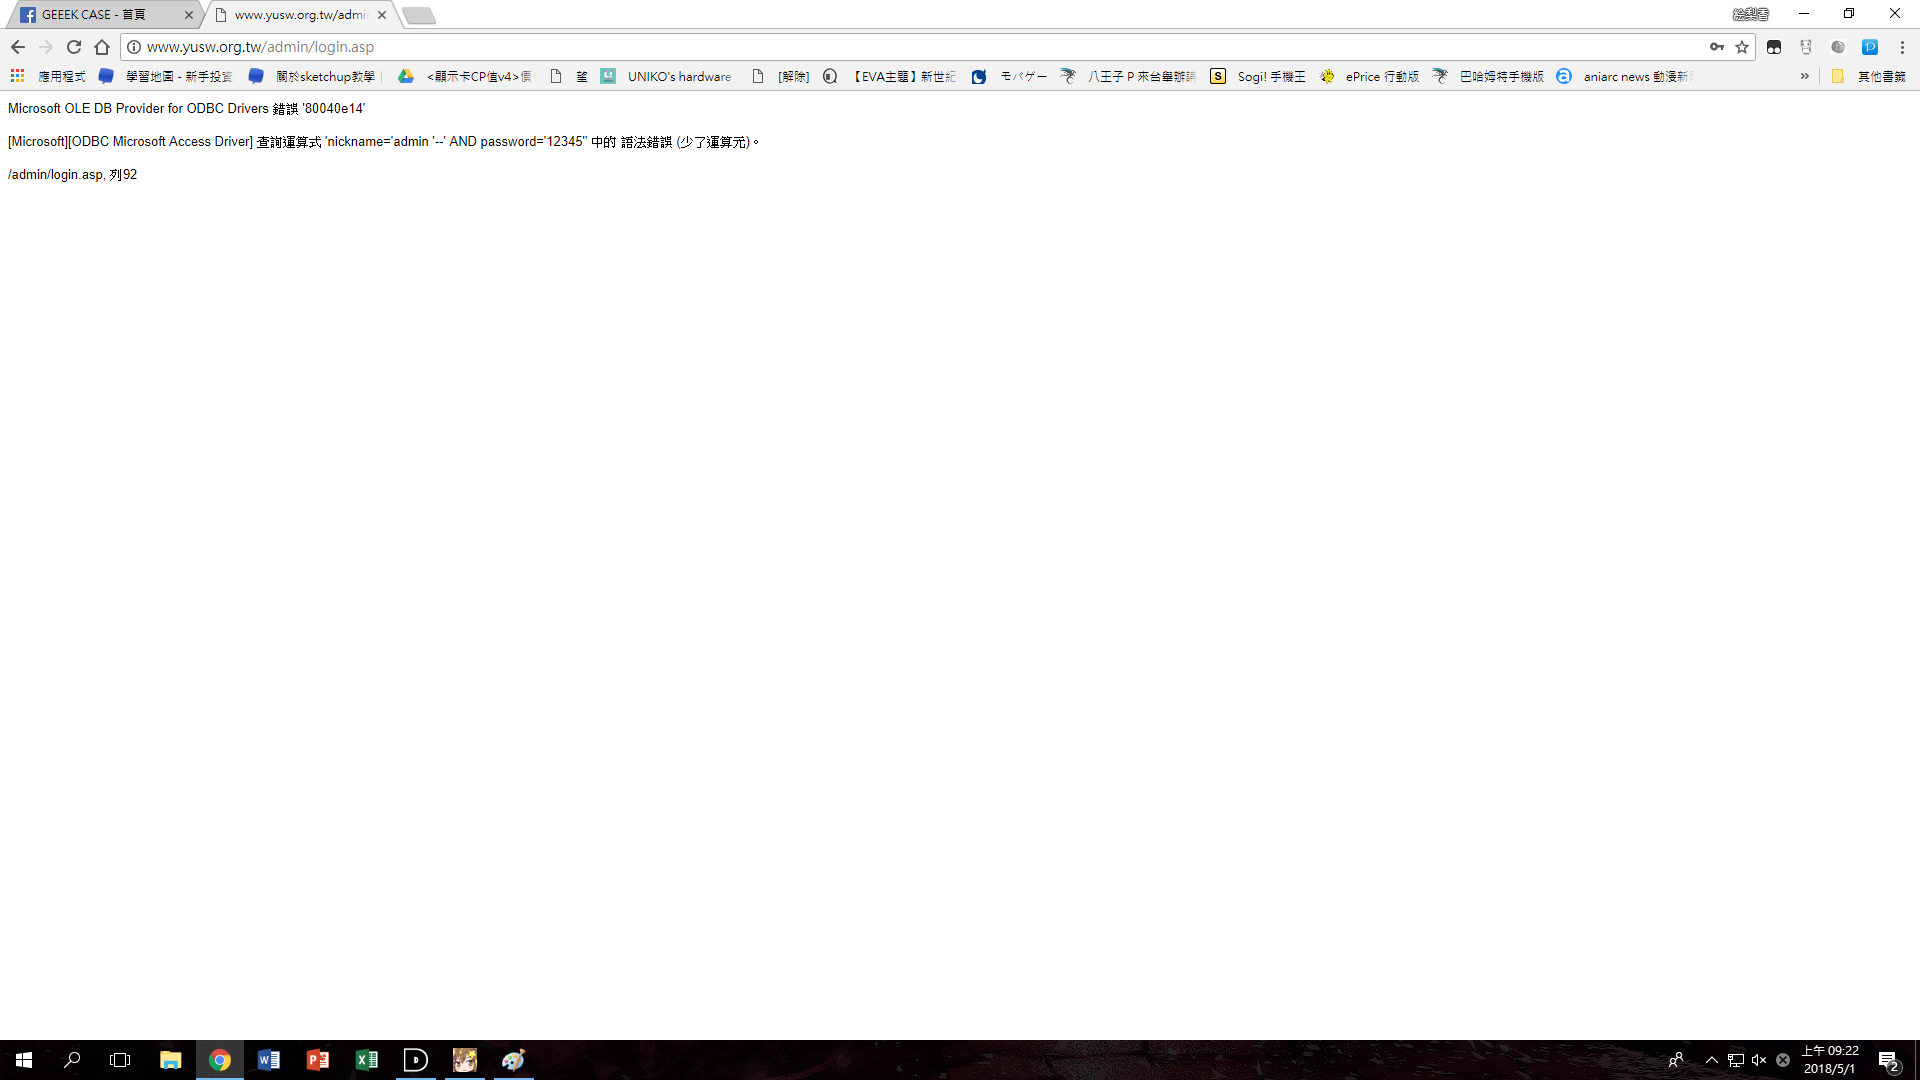 GEEEK CASE - 首頁
www.yusw.org.tw/admi
絵梨香
www.yusw.org.tw/admin/login.asp
應用程式 學習地圖 - 新手投資 關於sketchup教學 <顯示卡CP值v4>價 堃 UNIKO's hardware [解除] 【EVA主題】新世紀 モバゲー 八王子 P 來台舉辦 Sogi! 手機王 ePrice 行動版 巴哈姆特手機版 aniarc news 動漫新 » 其他書籤
Microsoft OLE DB Provider for ODBC Drivers 錯誤 '80040e14'
[Microsoft][ODBC Microsoft Access Driver] 查詢運算式 'nickname='admin '--' AND password='12345'' 中的 語法錯誤 (少了運算元)。
/admin/login.asp, 列92
上午 09:22
2018/5/1
2